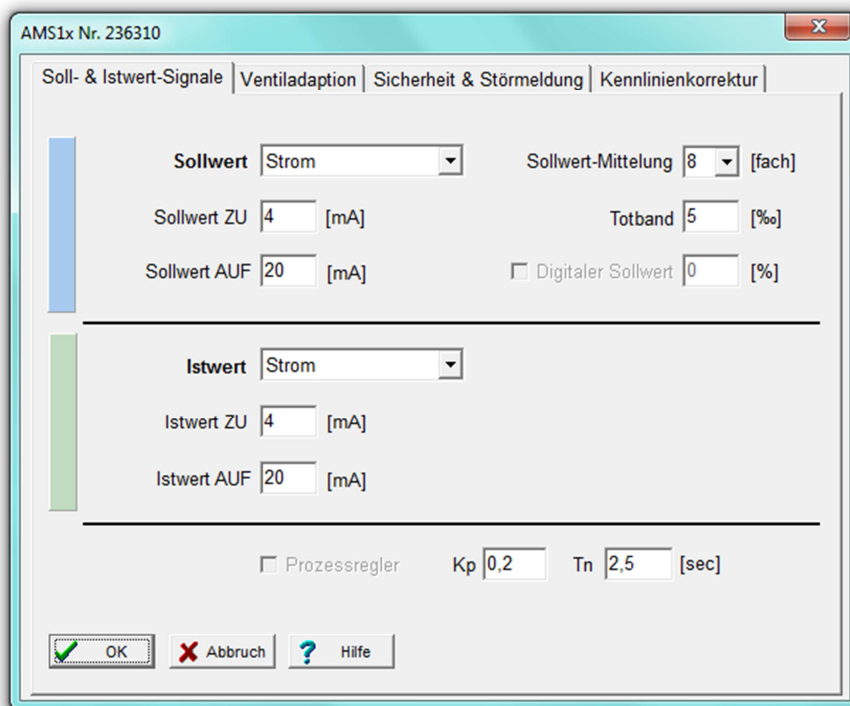 AMS1x Nr. 236310
Soll- & Istwert-Signale Ventiladaption Sicherheit & Störmeldung Kennlinienkorrektur
Sollwert Strom Sollwert-Mittelung 8 [fach]
Sollwert ZU 4 [mA] Totband 5 [‰]
Sollwert AUF 20 [mA] Digitaler Sollwert 0 [%]
Istwert Strom
Istwert ZU 4 [mA]
Istwert AUF 20 [mA]
Prozessregler Kp 0,2 Tn 2,5 [sec]
OK Abbruch ? Hilfe